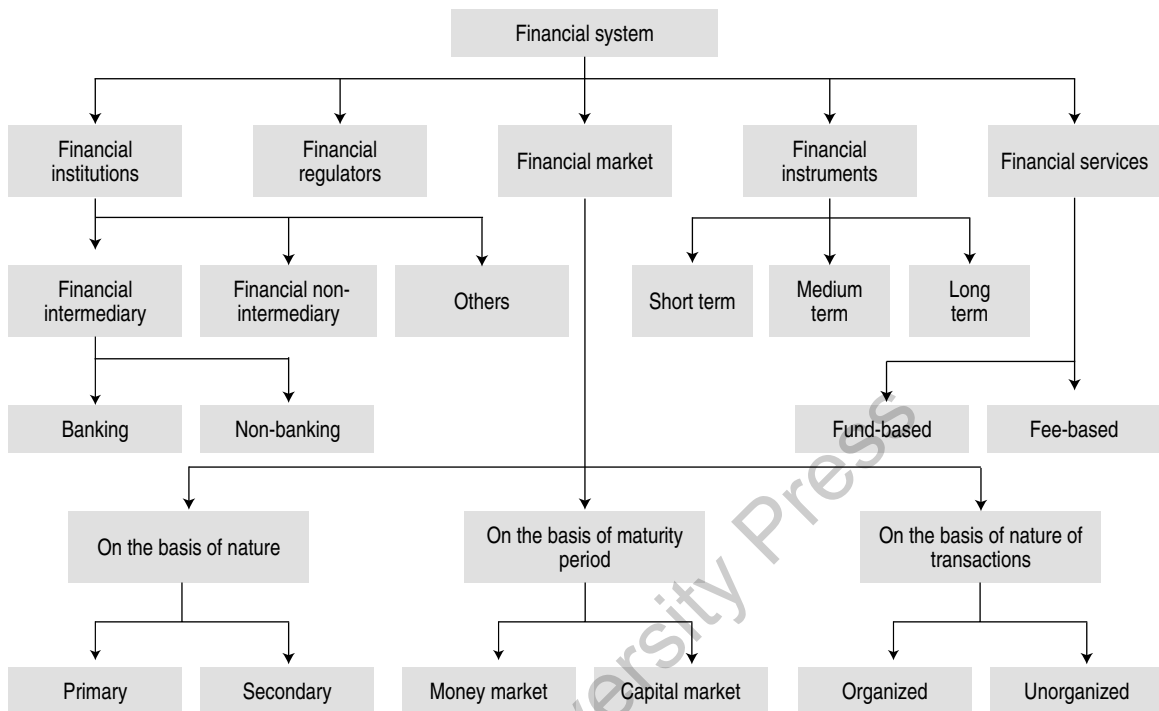 Financial system
Financial
institutions
Financial
regulators
Financial market
Financial
instruments
Financial services
Financial
intermediary
Financial non-
intermediary
Others
Short term
Medium
term
Long
term
Banking
Non-banking
Fund-based
Fee-based
On the basis of nature
On the basis of maturity
period
On the basis of nature of
transactions
Primary
Secondary
Money market
Capital market
Organized
Unorganized
versity Press